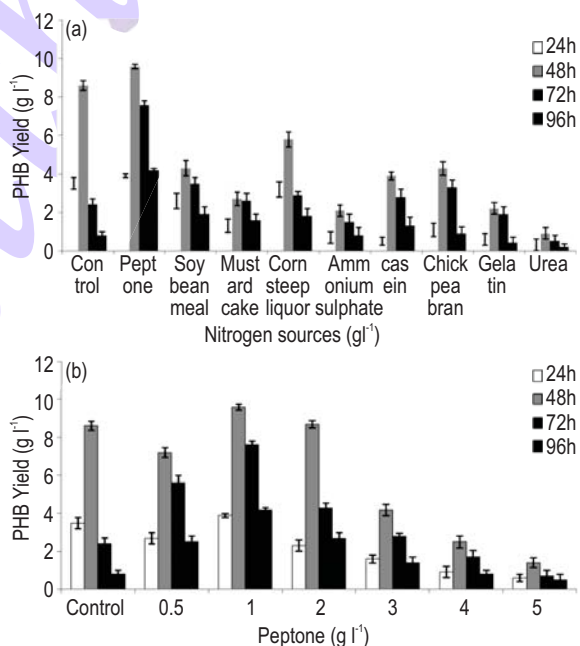 (a)
PHB Yield (g l⁻¹)
12
10
8
6
4
2
0
24h
48h
72h
96h
Con Pept Soy Must Corn Amm cas Chick Gela Urea
trol one bean ard steep onium ein pea tin
meal cake liquor sulphate bran
Nitrogen sources (gl⁻¹)
(b)
PHB Yield (g l⁻¹)
12
10
8
6
4
2
0
24h
48h
72h
96h
Control 0.5 1 2 3 4 5
Peptone (g l⁻¹)